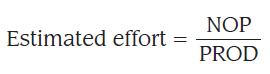 Estimated effort = NOP
PROD